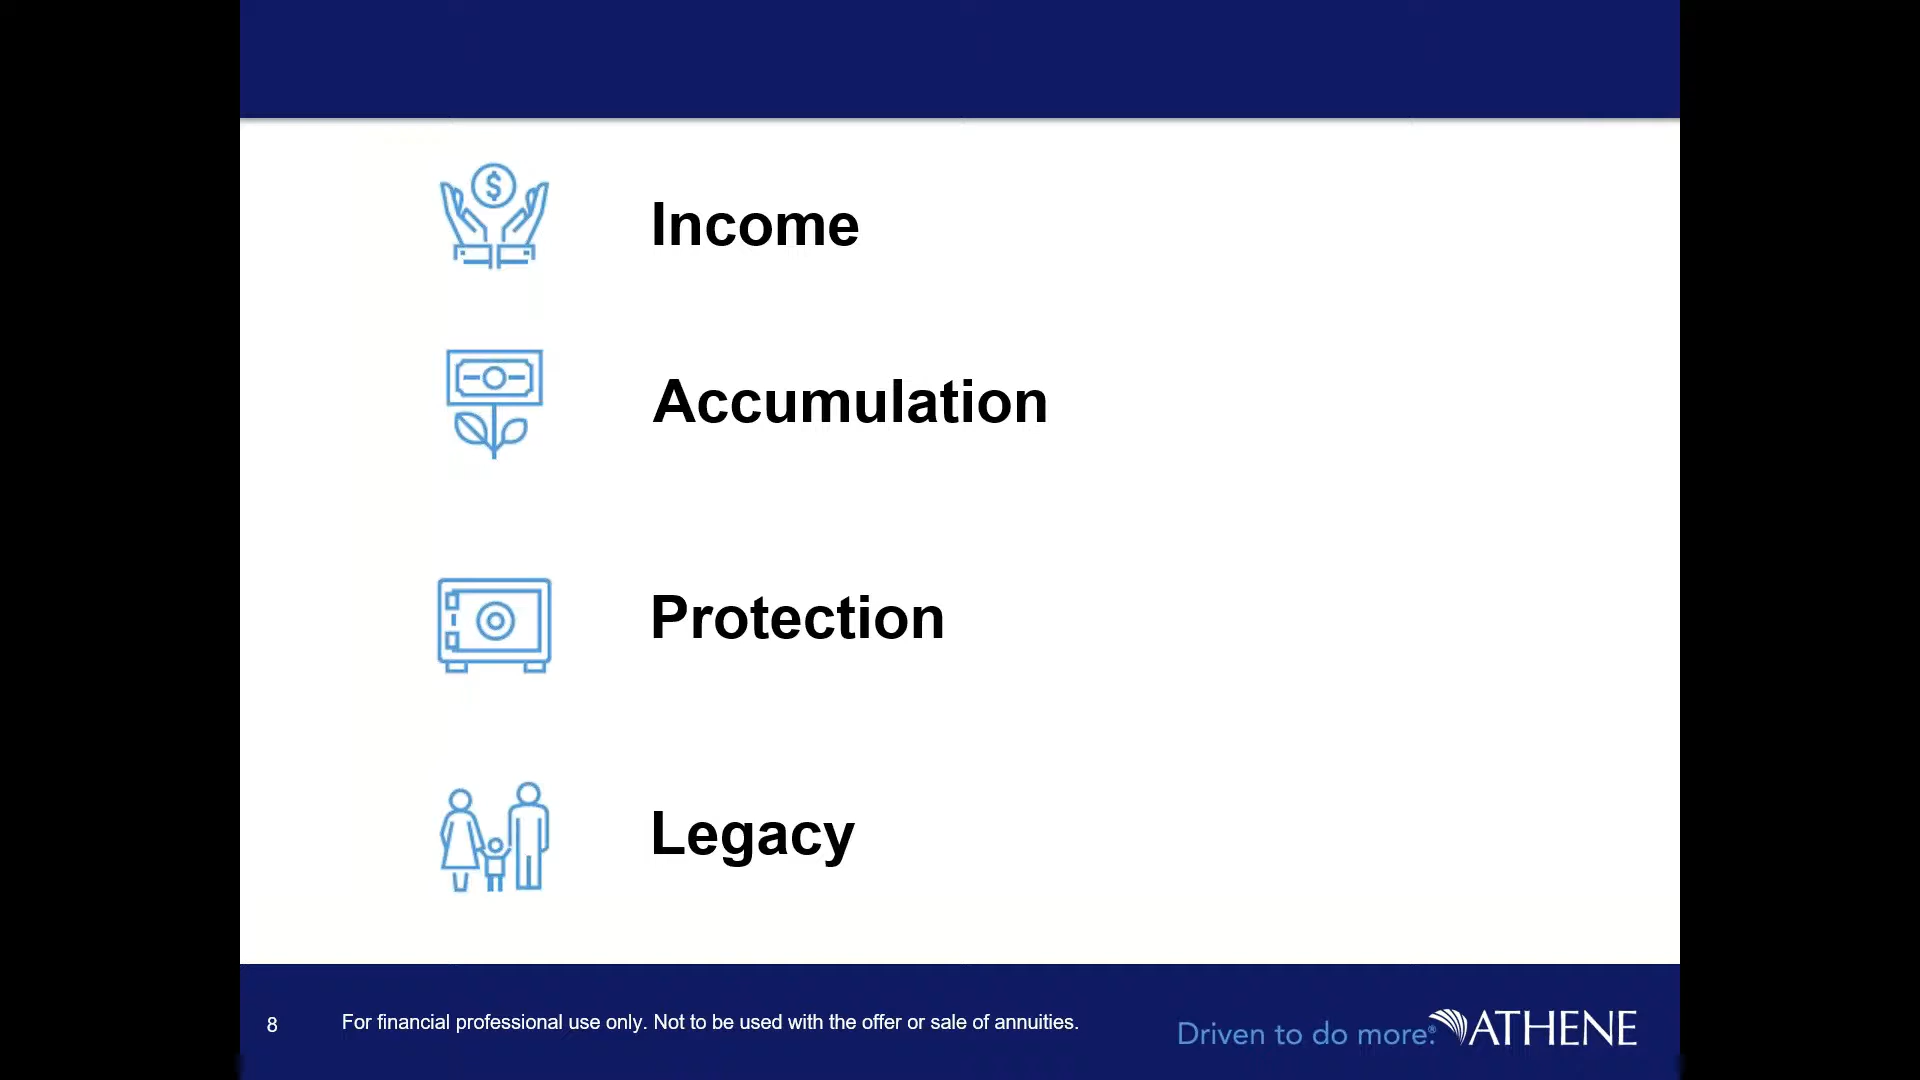 $
Income
Accumulation
Protection
Legacy
8
For financial professional use only. Not to be used with the offer or sale of annuities.
Driven to do more.®
ATHENE